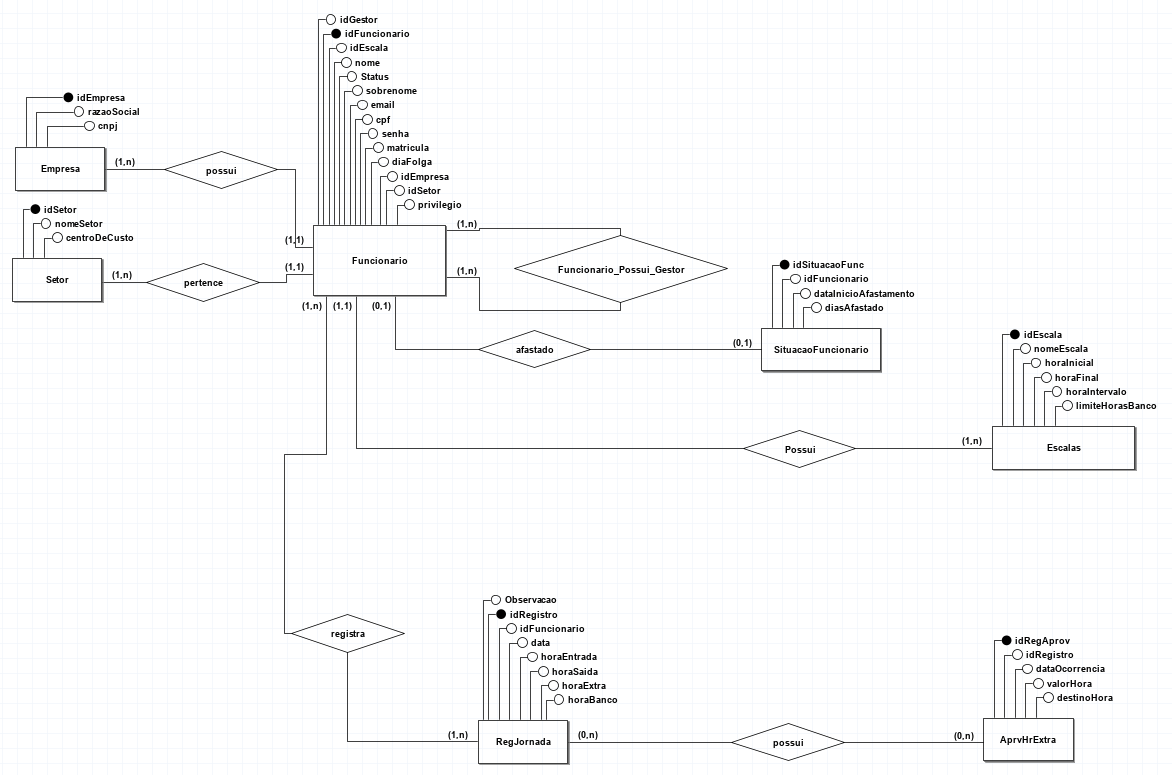 idGestor
idFuncionario
idEscala
nome
Status
sobrenome
email
cpf
senha
matricula
diaFolga
idEmpresa
idSetor
privilegio
idEmpresa
razaoSocial
cnpj
Empresa
(1,n)
possui
(1,1)
idSetor
nomeSetor
centroDeCusto
Setor
(1,n)
pertence
(1,1)
Funcionario
(1,n)
(1,n)
Funcionario_Possui_Gestor
(1,n)
(1,1)
(0,1)
afastado
(0,1)
idSituacaoFunc
idFuncionario
dataInicioAfastamento
diasAfastado
SituacaoFuncionario
idEscala
nomeEscala
horaInicial
horaFinal
horaIntervalo
limiteHorasBanco
Possui
(1,n)
Escalas
registra
Observacao
idRegistro
idFuncionario
data
horaEntrada
horaSaida
horaExtra
horaBanco
(1,n)
RegJornada
(0,n)
possui
(0,n)
idRegAprov
idRegistro
dataOcorrencia
valorHora
destinoHora
AprvHrExtra